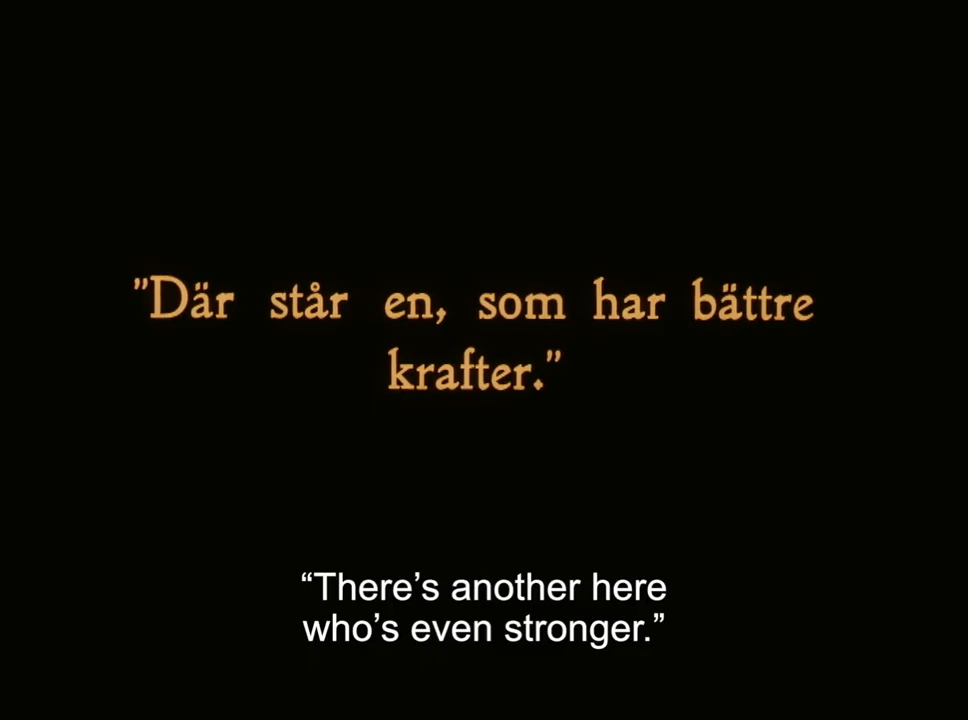 "Där står en, som har bättre
krafter."
“There’s another here
who’s even stronger.”